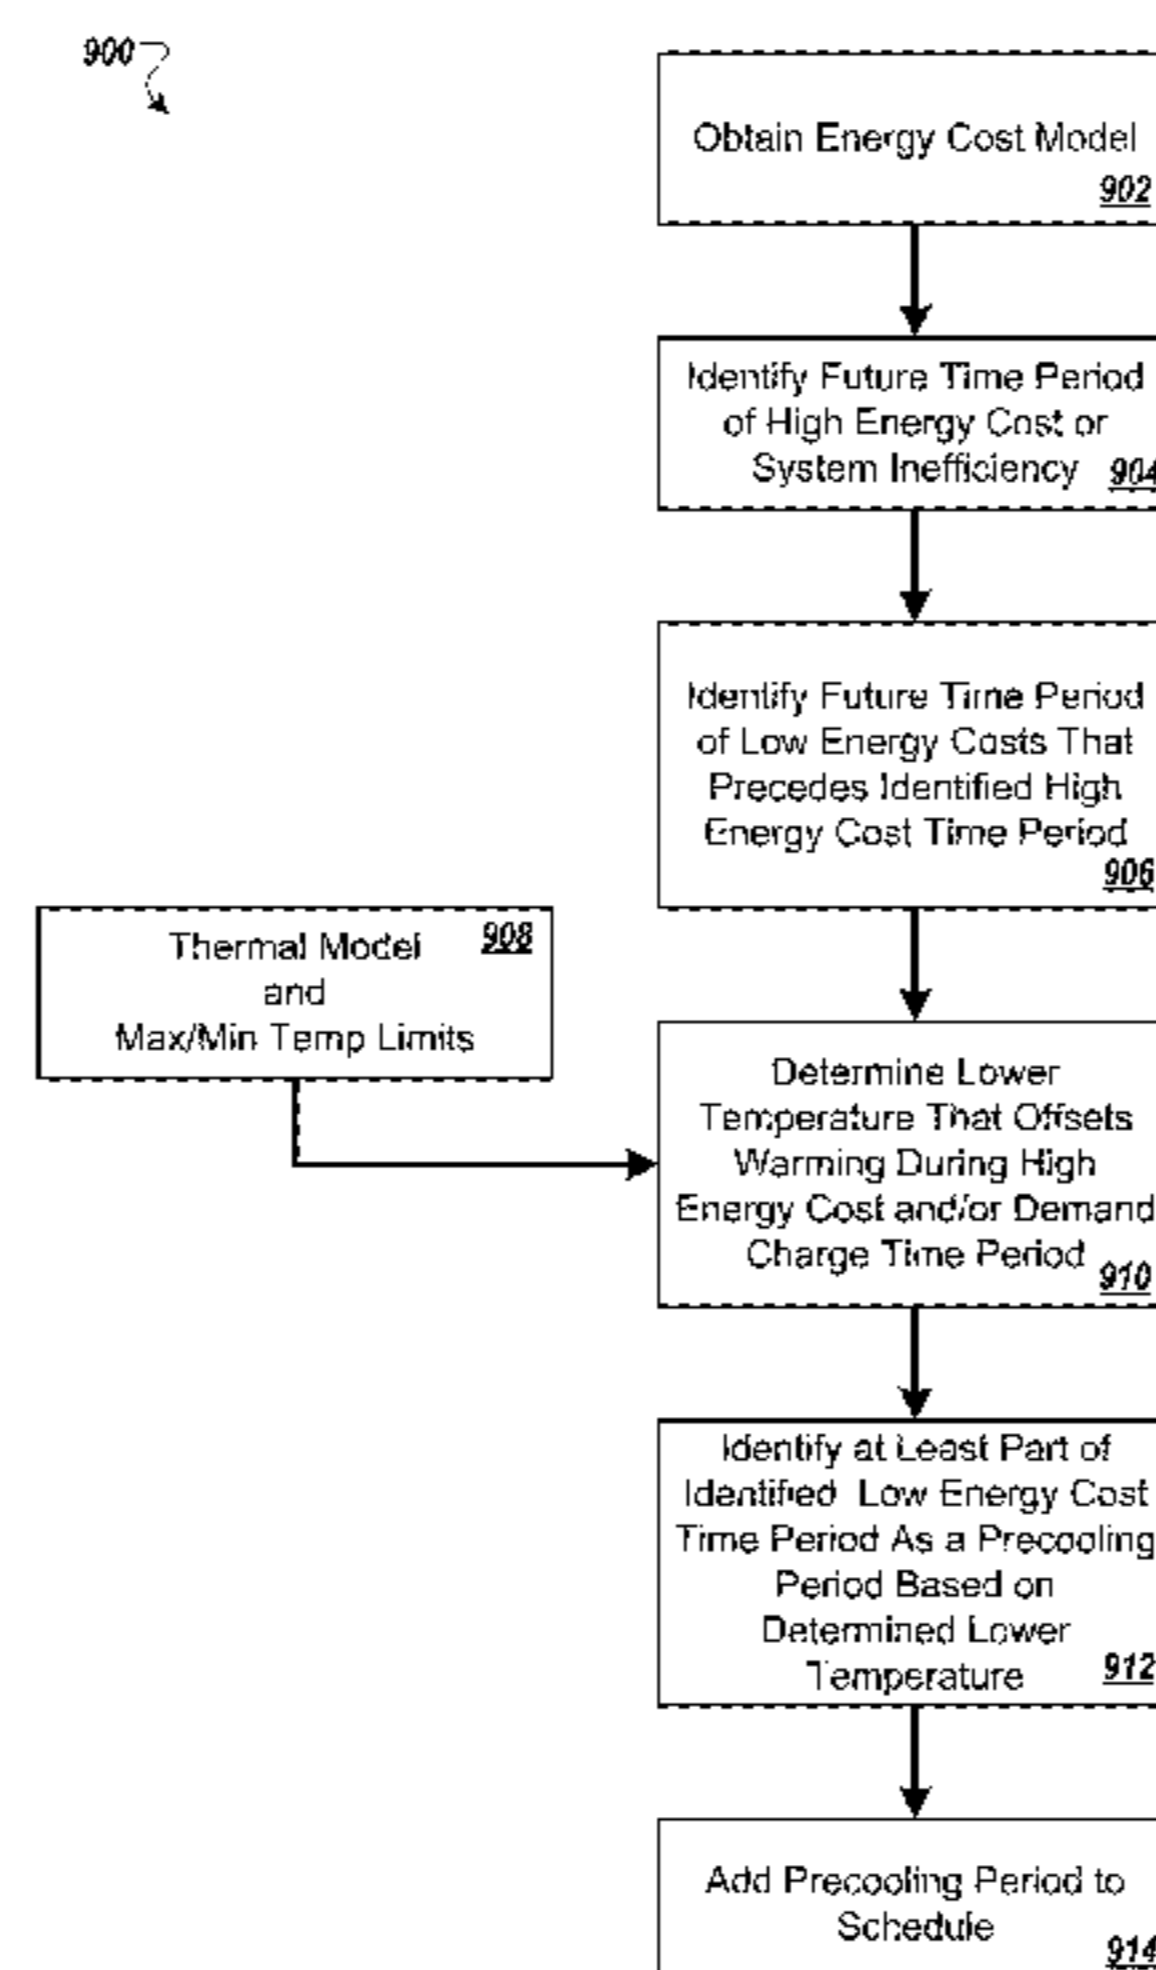 900
Obtain Energy Cost Model
902
Identify Future Time Period
of High Energy Cost or
System Inefficiency 904
Identify Future Time Period
of Low Energy Costs That
Precedes Identified High
Energy Cost Time Period
906
Thermal Model 908
and
Max/Min Temp Limits
Determine Lower
Temperature That Offsets
Warming During High
Energy Cost and/or Demand
Charge Time Period
910
Identify at Least Part of
Identified Low Energy Cost
Time Period As a Precooling
Period Based on
Determined Lower
Temperature 912
Add Precooling Period to
Schedule
914